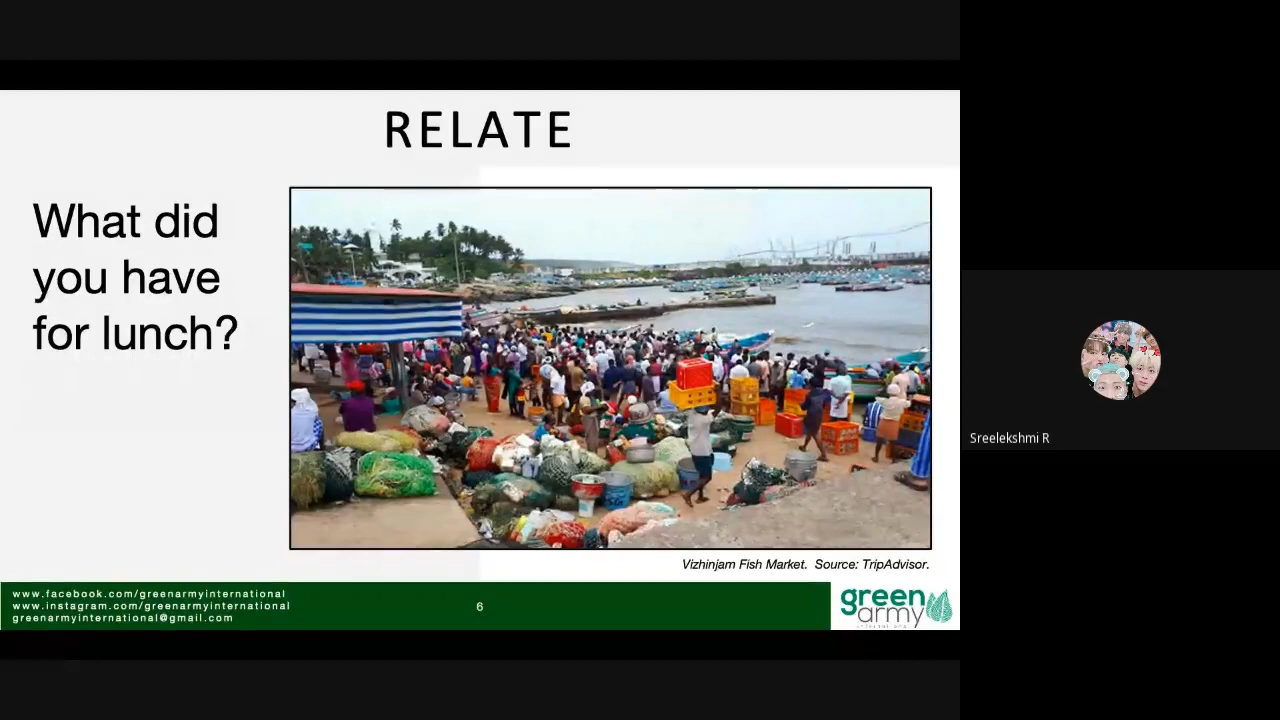 RELATE
What did
you have
for lunch?
Vizhinjam Fish Market. Source: TripAdvisor.
www.facebook.com/greenarmyinternational
www.instagram.com/greenarmyinternational
greenarmyinternational@gmail.com
6
green
army
INTERNATIONAL
Sreelekshmi R